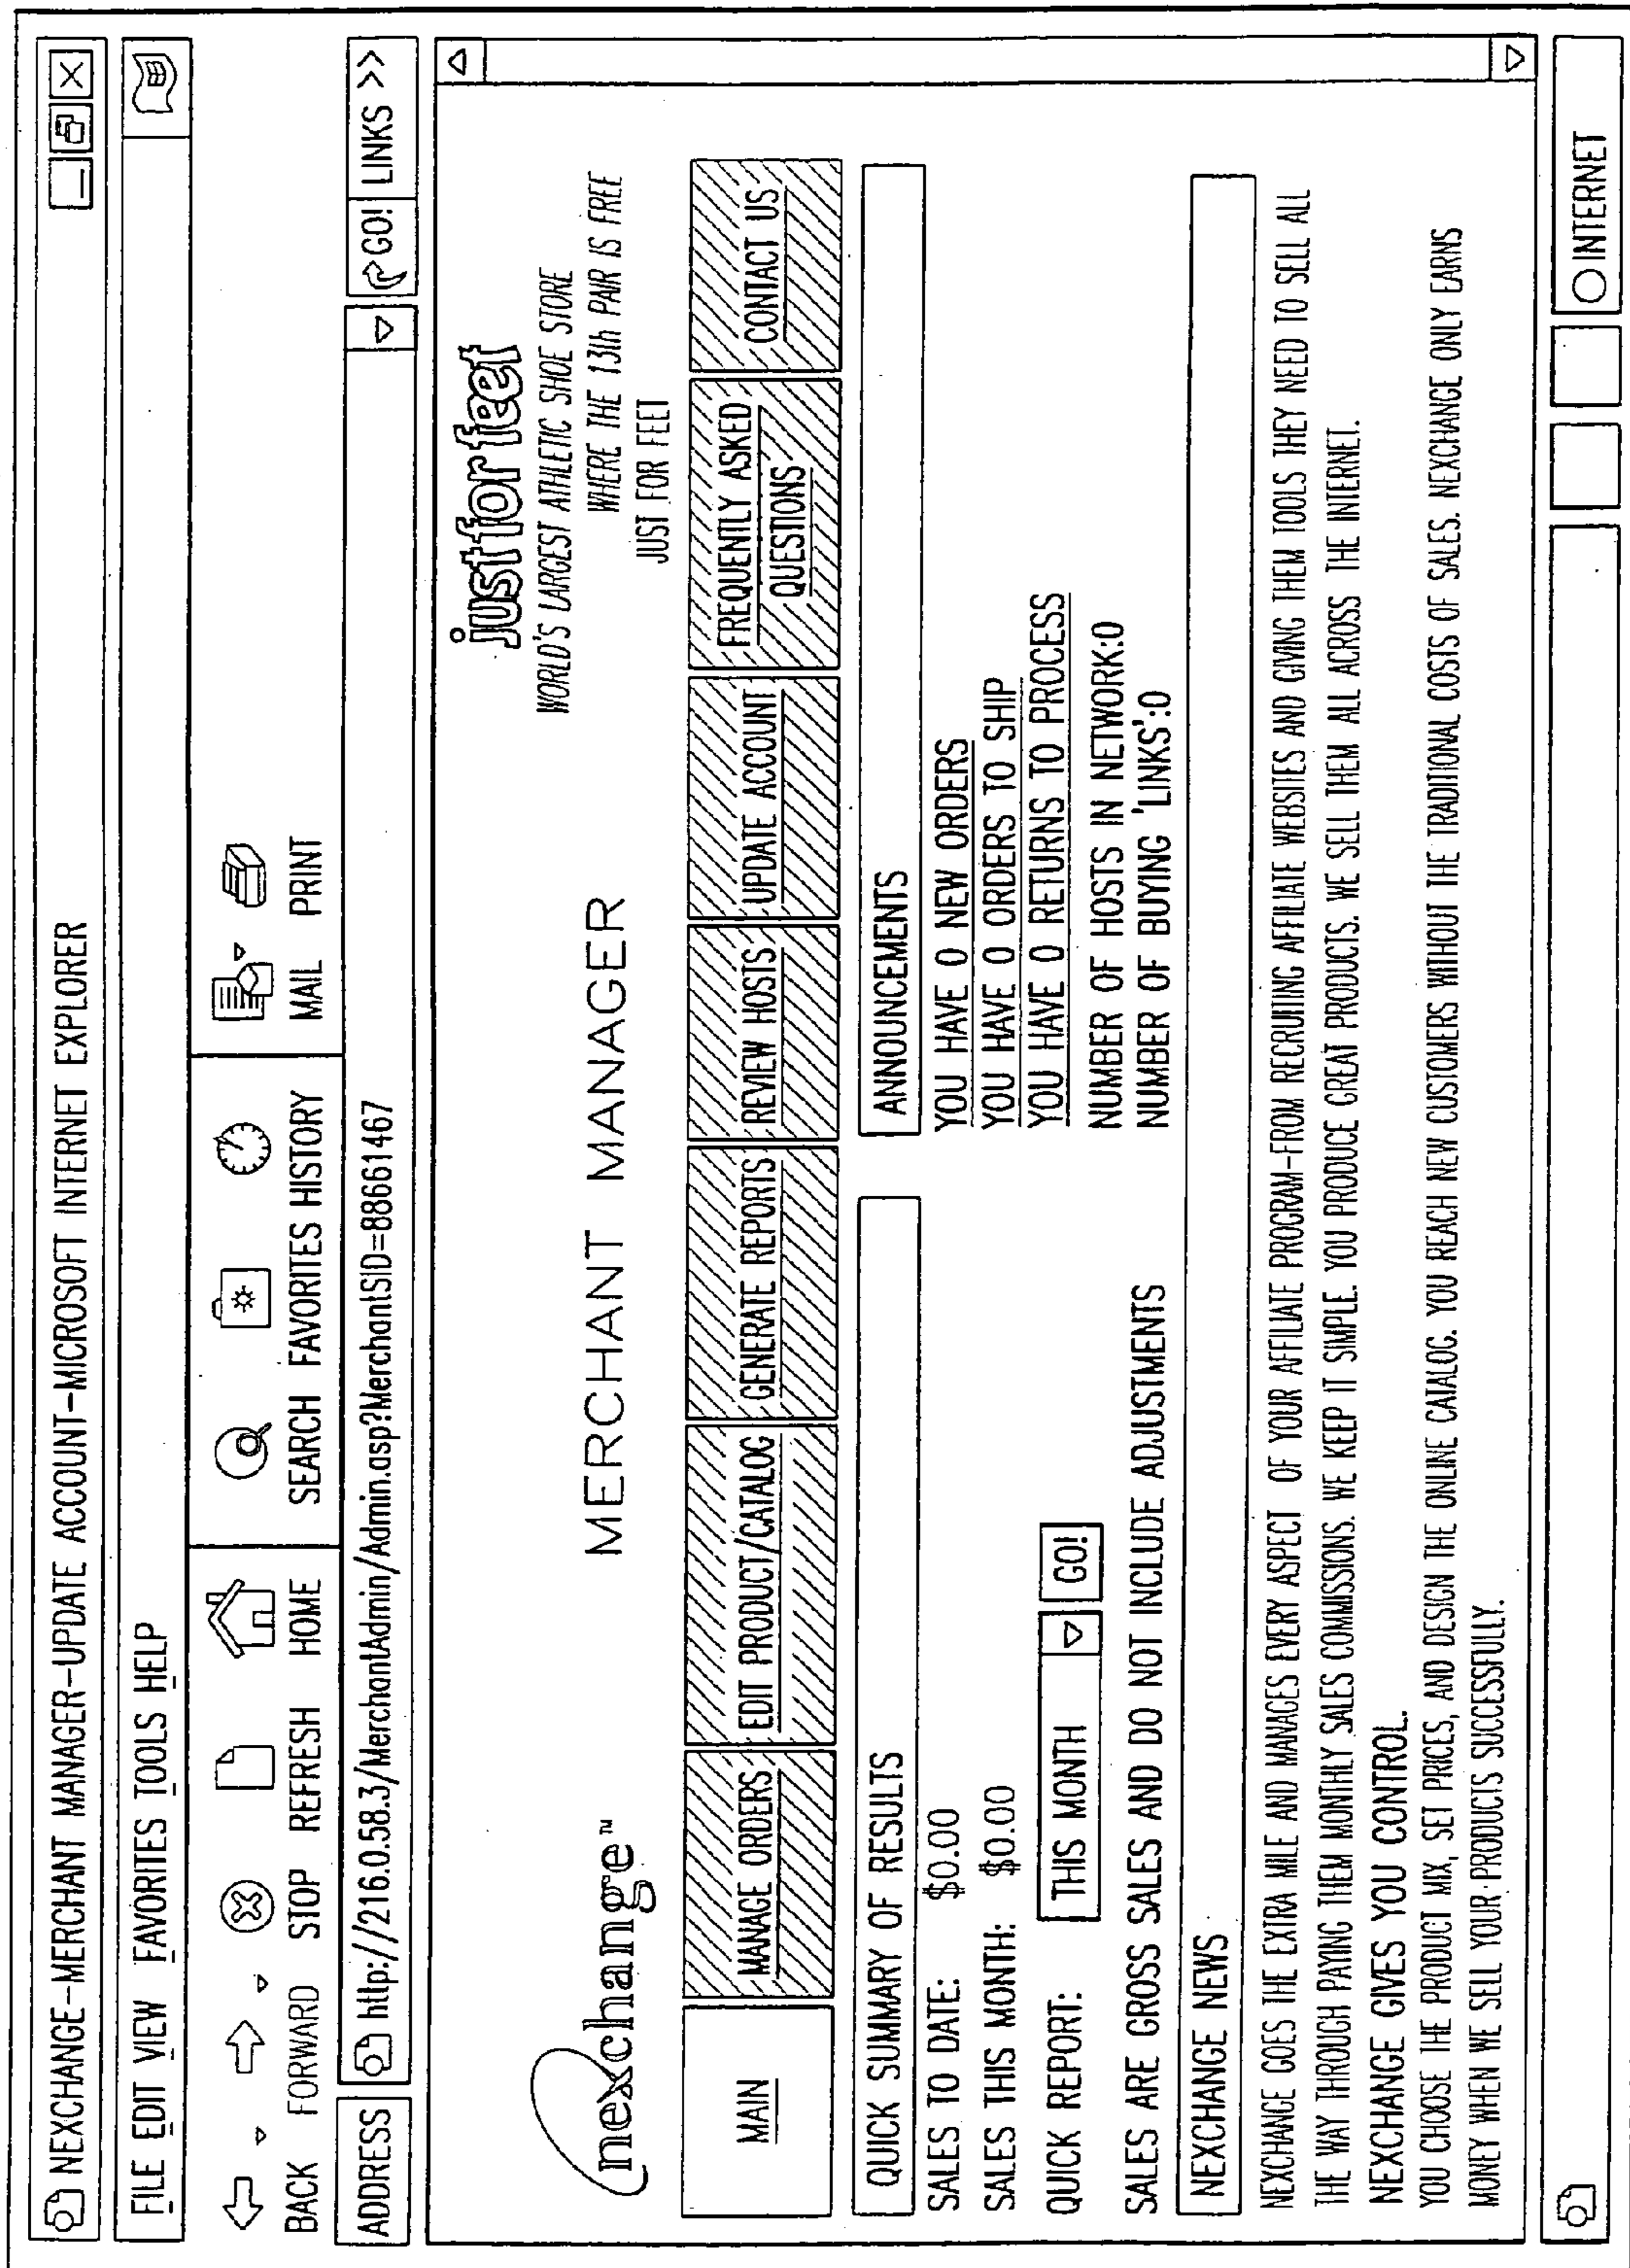 NEXCHANGE-MERCHANT MANAGER-UPDATE ACCOUNT-MICROSOFT INTERNET EXPLORER
FILE EDIT VIEW FAVORITES TOOLS HELP
BACK FORWARD STOP REFRESH HOME SEARCH FAVORITES HISTORY MAIL PRINT
ADDRESS http://216.0.58.3/MerchantAdmin/Admin.asp?MerchantSID=88661467 GO! LINKS >>
justforfeet
WORLD'S LARGEST ATHLETIC SHOE STORE
WHERE THE 13th PAIR IS FREE
JUST FOR FEET
nexchange™ MERCHANT MANAGER
MAIN
MANAGE ORDERS
EDIT PRODUCT/CATALOG
GENERATE REPORTS
REVIEW HOSTS
UPDATE ACCOUNT
FREQUENTLY ASKED
QUESTIONS
CONTACT US
QUICK SUMMARY OF RESULTS
SALES TO DATE: $0.00
SALES THIS MONTH: $0.00
QUICK REPORT: THIS MONTH GO!
SALES ARE GROSS SALES AND DO NOT INCLUDE ADJUSTMENTS
ANNOUNCEMENTS
YOU HAVE 0 NEW ORDERS
YOU HAVE 0 ORDERS TO SHIP
YOU HAVE 0 RETURNS TO PROCESS
NUMBER OF HOSTS IN NETWORK:0
NUMBER OF BUYING 'LINKS':0
NEXCHANGE NEWS
NEXCHANGE GOES THE EXTRA MILE AND MANAGES EVERY ASPECT OF YOUR AFFILIATE PROGRAM-FROM RECRUITING AFFILIATE WEBSITES AND GIVING THEM TOOLS THEY NEED TO SELL ALL
THE WAY THROUGH PAYING THEM MONTHLY SALES COMMISSIONS. WE KEEP IT SIMPLE. YOU PRODUCE GREAT PRODUCTS. WE SELL THEM ALL ACROSS THE INTERNET.
NEXCHANGE GIVES YOU CONTROL.
YOU CHOOSE THE PRODUCT MIX, SET PRICES, AND DESIGN THE ONLINE CATALOG. YOU REACH NEW CUSTOMERS WITHOUT THE TRADITIONAL COSTS OF SALES. NEXCHANGE ONLY EARNS
MONEY WHEN WE SELL YOUR PRODUCTS SUCCESSFULLY.
INTERNET